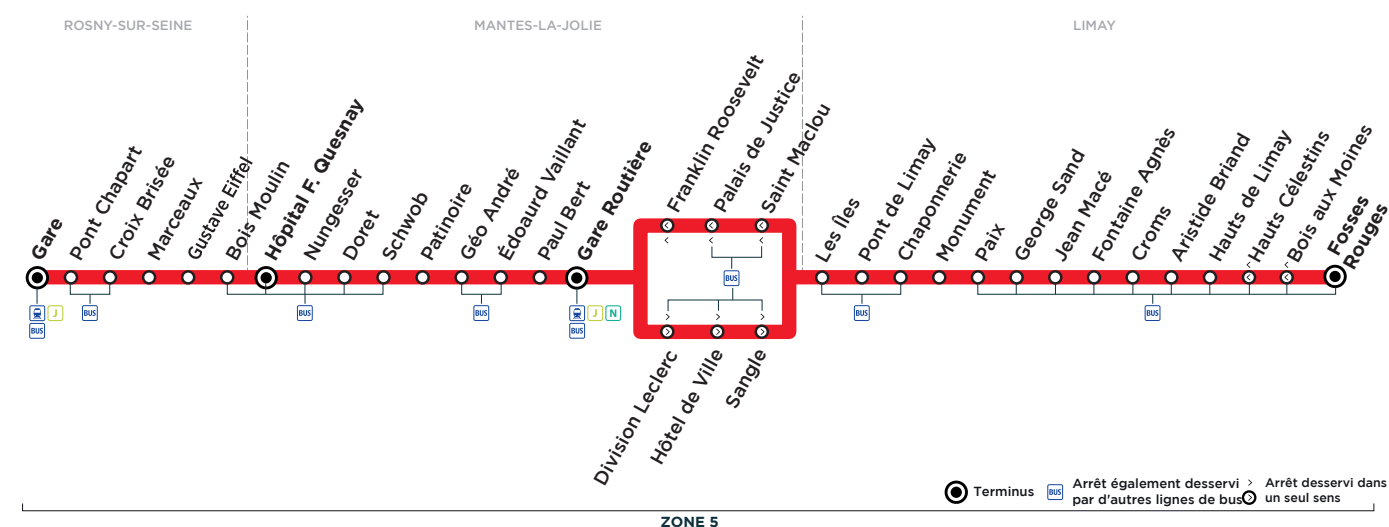 ROSNY-SUR-SEINE
MANTES-LA-JOLIE
LIMAY
Gare
Pont Chapart
Croix Brisée
Marceaux
Gustave Eiffel
Bois Moulin
Hôpital F. Quesnay
Nungesser
Doret
Schwob
Patinoire
Géo André
Édoaurd Vaillant
Paul Bert
Gare Routière
Franklin Roosevelt
Palais de Justice
Saint Maclou
Les Îles
Pont de Limay
Chaponnerie
Monument
Paix
George Sand
Jean Macé
Fontaine Agnès
Croms
Aristide Briand
Hauts de Limay
Hauts Célestins
Bois aux Moines
Fosses
Rouges
BUS
J
BUS
BUS
BUS
BUS
J
N
BUS
BUS
BUS
BUS
Division Leclerc
Hôtel de Ville
Sangle
Terminus
BUS
Arrêt également desservi
par d'autres lignes de bus
Arrêt desservi dans
un seul sens
ZONE 5